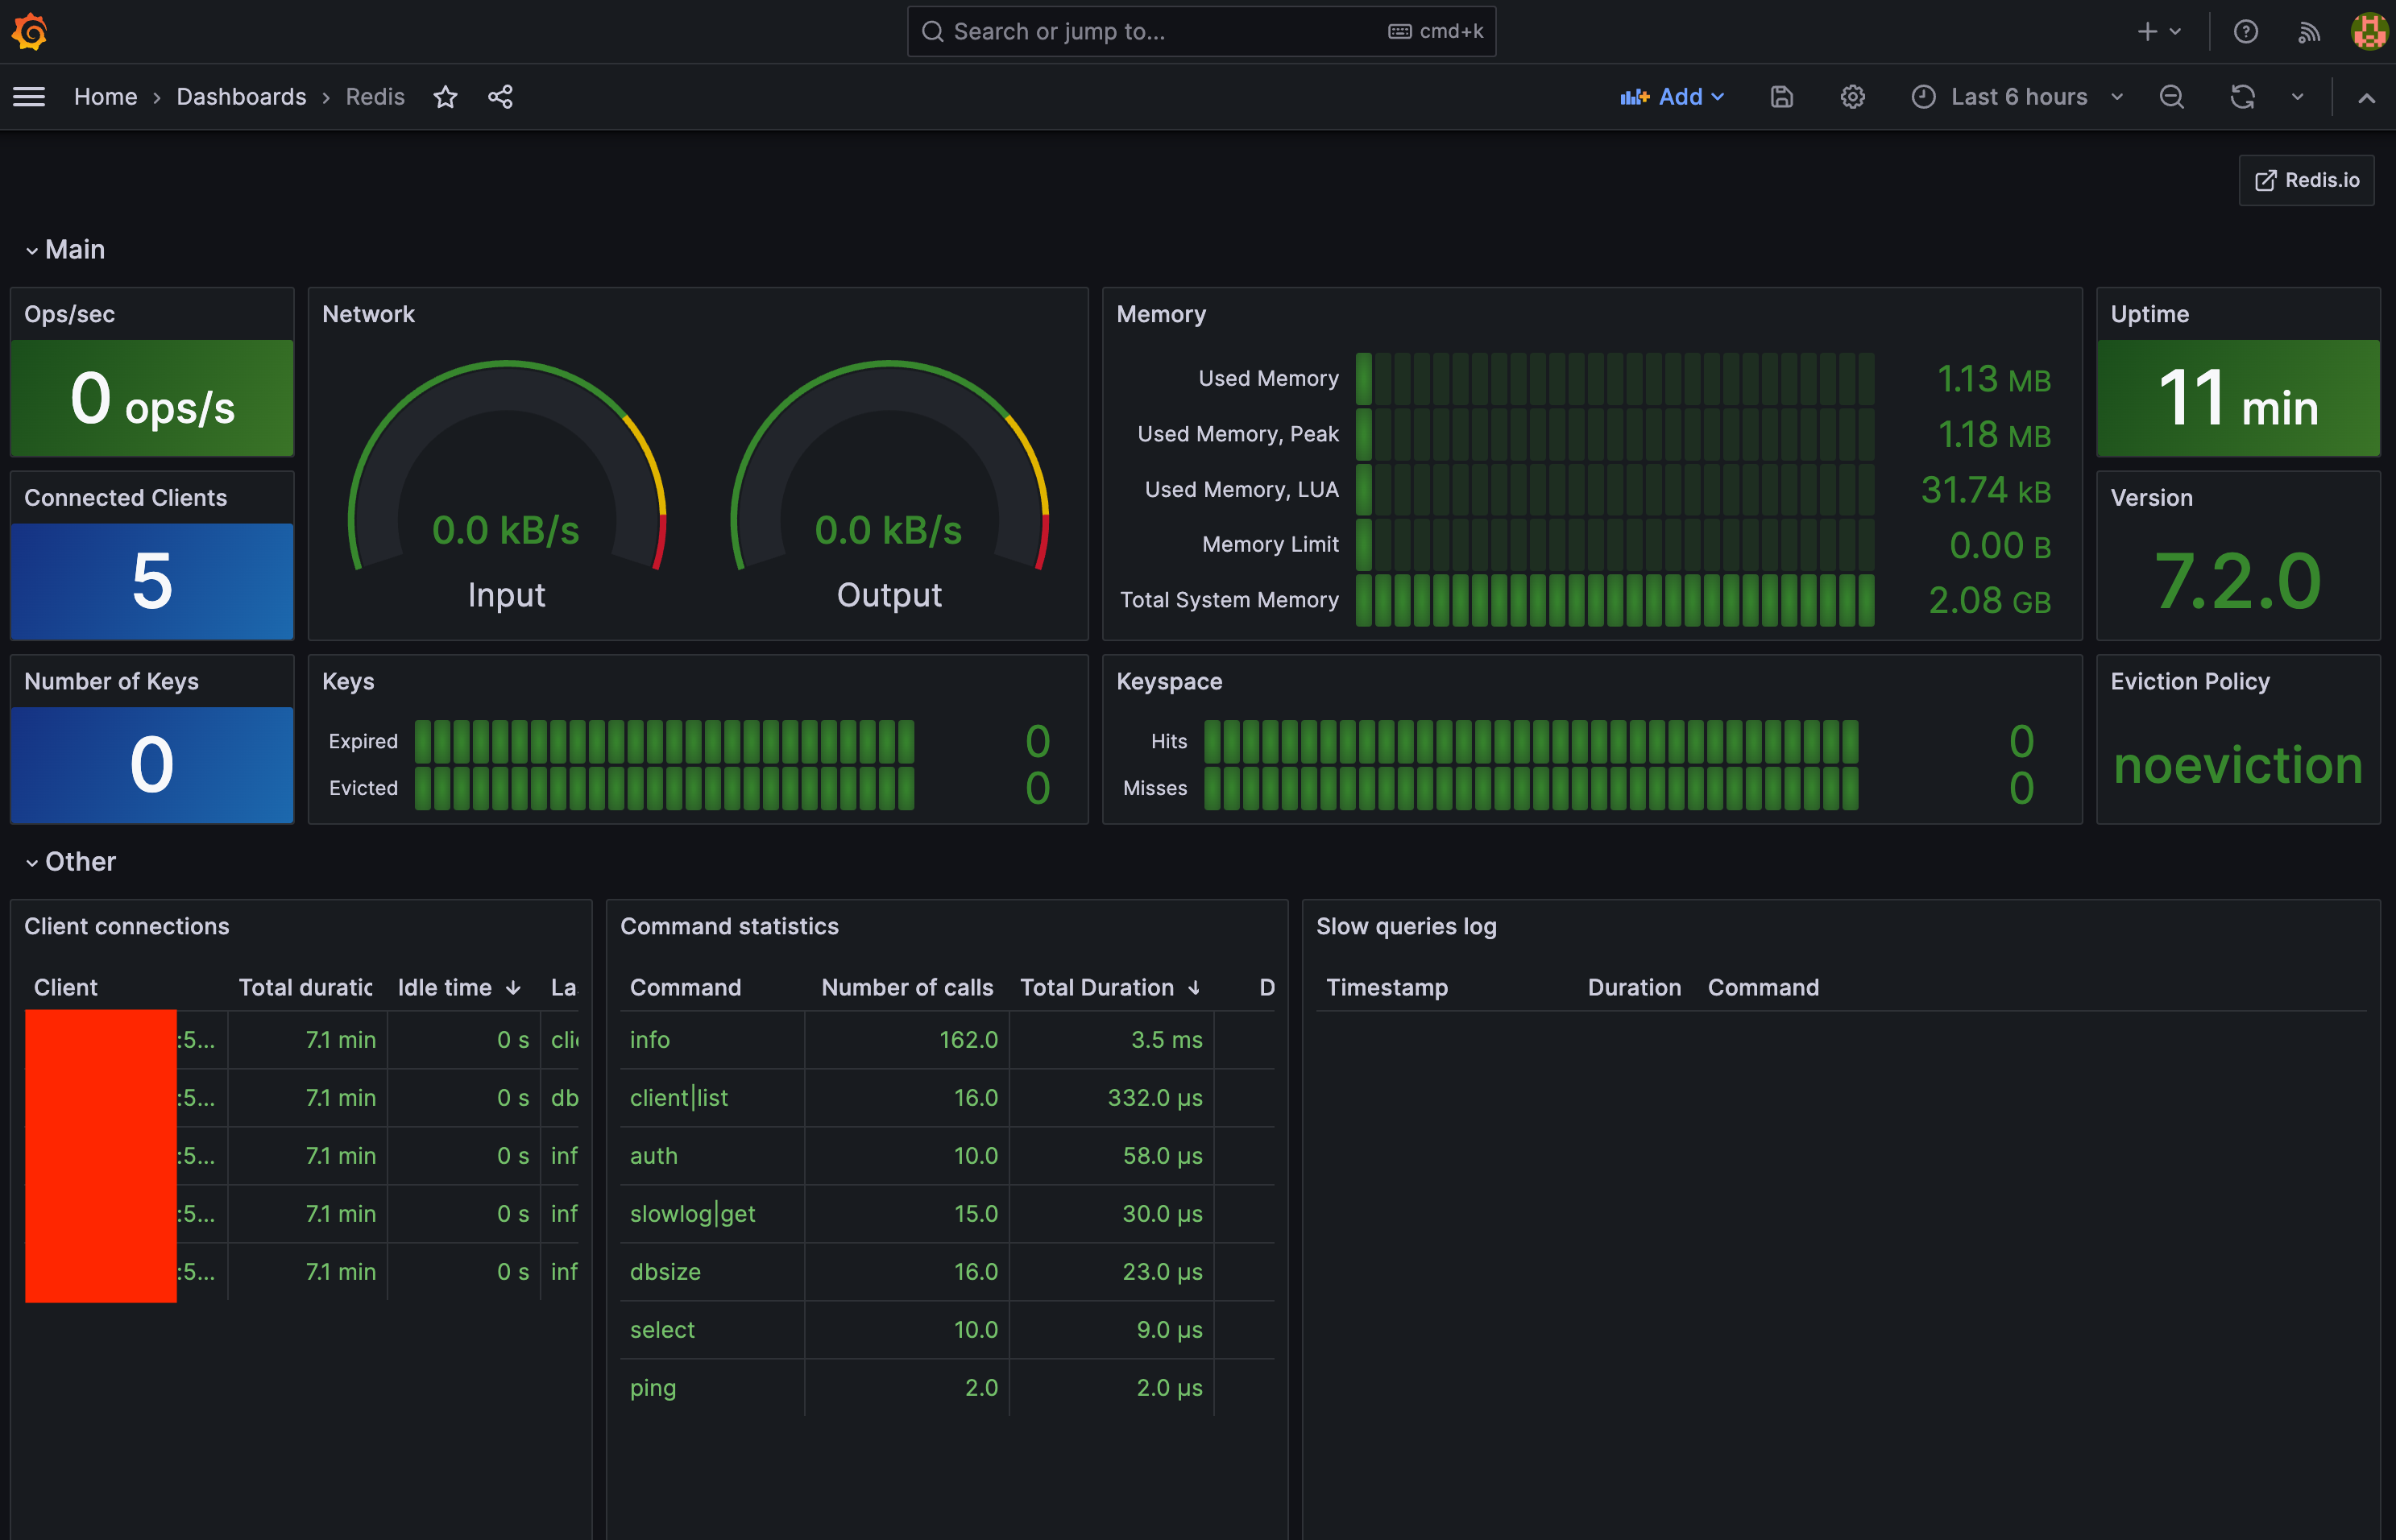 Search or jump to...
cmd+k
Home › Dashboards › Redis
Add
Last 6 hours
Redis.io
Main
Ops/sec
0 ops/s
Network
0.0 kB/s
Input
0.0 kB/s
Output
Memory
Used Memory 1.13 MB
Used Memory, Peak 1.18 MB
Used Memory, LUA 31.74 kB
Memory Limit 0.00 B
Total System Memory 2.08 GB
Uptime
11 min
Connected Clients
5
Version
7.2.0
Number of Keys
0
Keys
Expired 0
Evicted 0
Keyspace
Hits 0
Misses 0
Eviction Policy
noeviction
Other
Client connections
Client Total duratic Idle time La
:5... 7.1 min 0 s clie
:5... 7.1 min 0 s db
:5... 7.1 min 0 s inf
:5... 7.1 min 0 s inf
:5... 7.1 min 0 s inf
Command statistics
Command Number of calls Total Duration D
info 162.0 3.5 ms
client|list 16.0 332.0 µs
auth 10.0 58.0 µs
slowlog|get 15.0 30.0 µs
dbsize 16.0 23.0 µs
select 10.0 9.0 µs
ping 2.0 2.0 µs
Slow queries log
Timestamp Duration Command